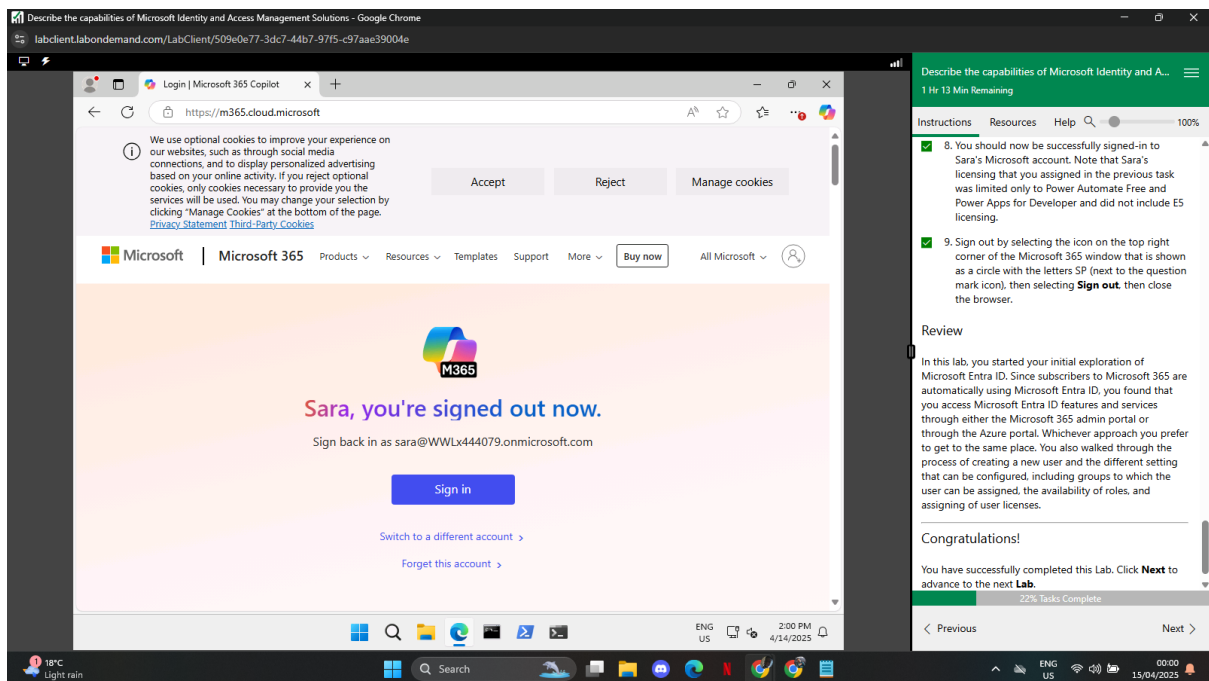 Describe the capabilities of Microsoft Identity and Access Management Solutions - Google Chrome
labclient.labondemand.com/LabClient/509e0e77-3dc7-44b7-97f5-c97aae39004e
Login | Microsoft 365 Copilot
https://m365.cloud.microsoft
We use optional cookies to improve your experience on
our websites, such as through social media
connections, and to display personalized advertising
based on your online activity. If you reject optional
cookies, only cookies necessary to provide you the
services will be used. You may change your selection by
clicking "Manage Cookies" at the bottom of the page.
Privacy Statement Third-Party Cookies
Accept Reject Manage cookies
Microsoft Microsoft 365 Products Resources Templates Support More Buy now All Microsoft
M365
Sara, you're signed out now.
Sign back in as sara@WWLx444079.onmicrosoft.com
Sign in
Switch to a different account
Forget this account
ENG
US
2:00 PM
4/14/2025
Describe the capabilities of Microsoft Identity and A...
1 Hr 13 Min Remaining
Instructions Resources Help 100%
8. You should now be successfully signed-in to
Sara's Microsoft account. Note that Sara's
licensing that you assigned in the previous task
was limited only to Power Automate Free and
Power Apps for Developer and did not include E5
licensing.
9. Sign out by selecting the icon on the top right
corner of the Microsoft 365 window that is shown
as a circle with the letters SP (next to the question
mark icon), then selecting Sign out, then close
the browser.
Review
In this lab, you started your initial exploration of
Microsoft Entra ID. Since subscribers to Microsoft 365 are
automatically using Microsoft Entra ID, you found that
you access Microsoft Entra ID features and services
through either the Microsoft 365 admin portal or
through the Azure portal. Whichever approach you prefer
to get to the same place. You also walked through the
process of creating a new user and the different setting
that can be configured, including groups to which the
user can be assigned, the availability of roles, and
assigning of user licenses.
Congratulations!
You have successfully completed this Lab. Click Next to
advance to the next Lab.
22% Tasks Complete
Previous Next
1
18°C
Light rain
Search
ENG
US
00:00
15/04/2025